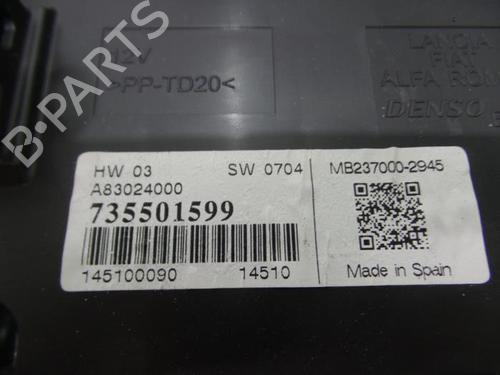 B-PARTS
12V
>PP-TD20<
LANCIA
FIAT
ALFA ROM
DENSO
HW 03 SW 0704
A83024000
735501599
145100090 14510
MB237000-2945
Made in Spain